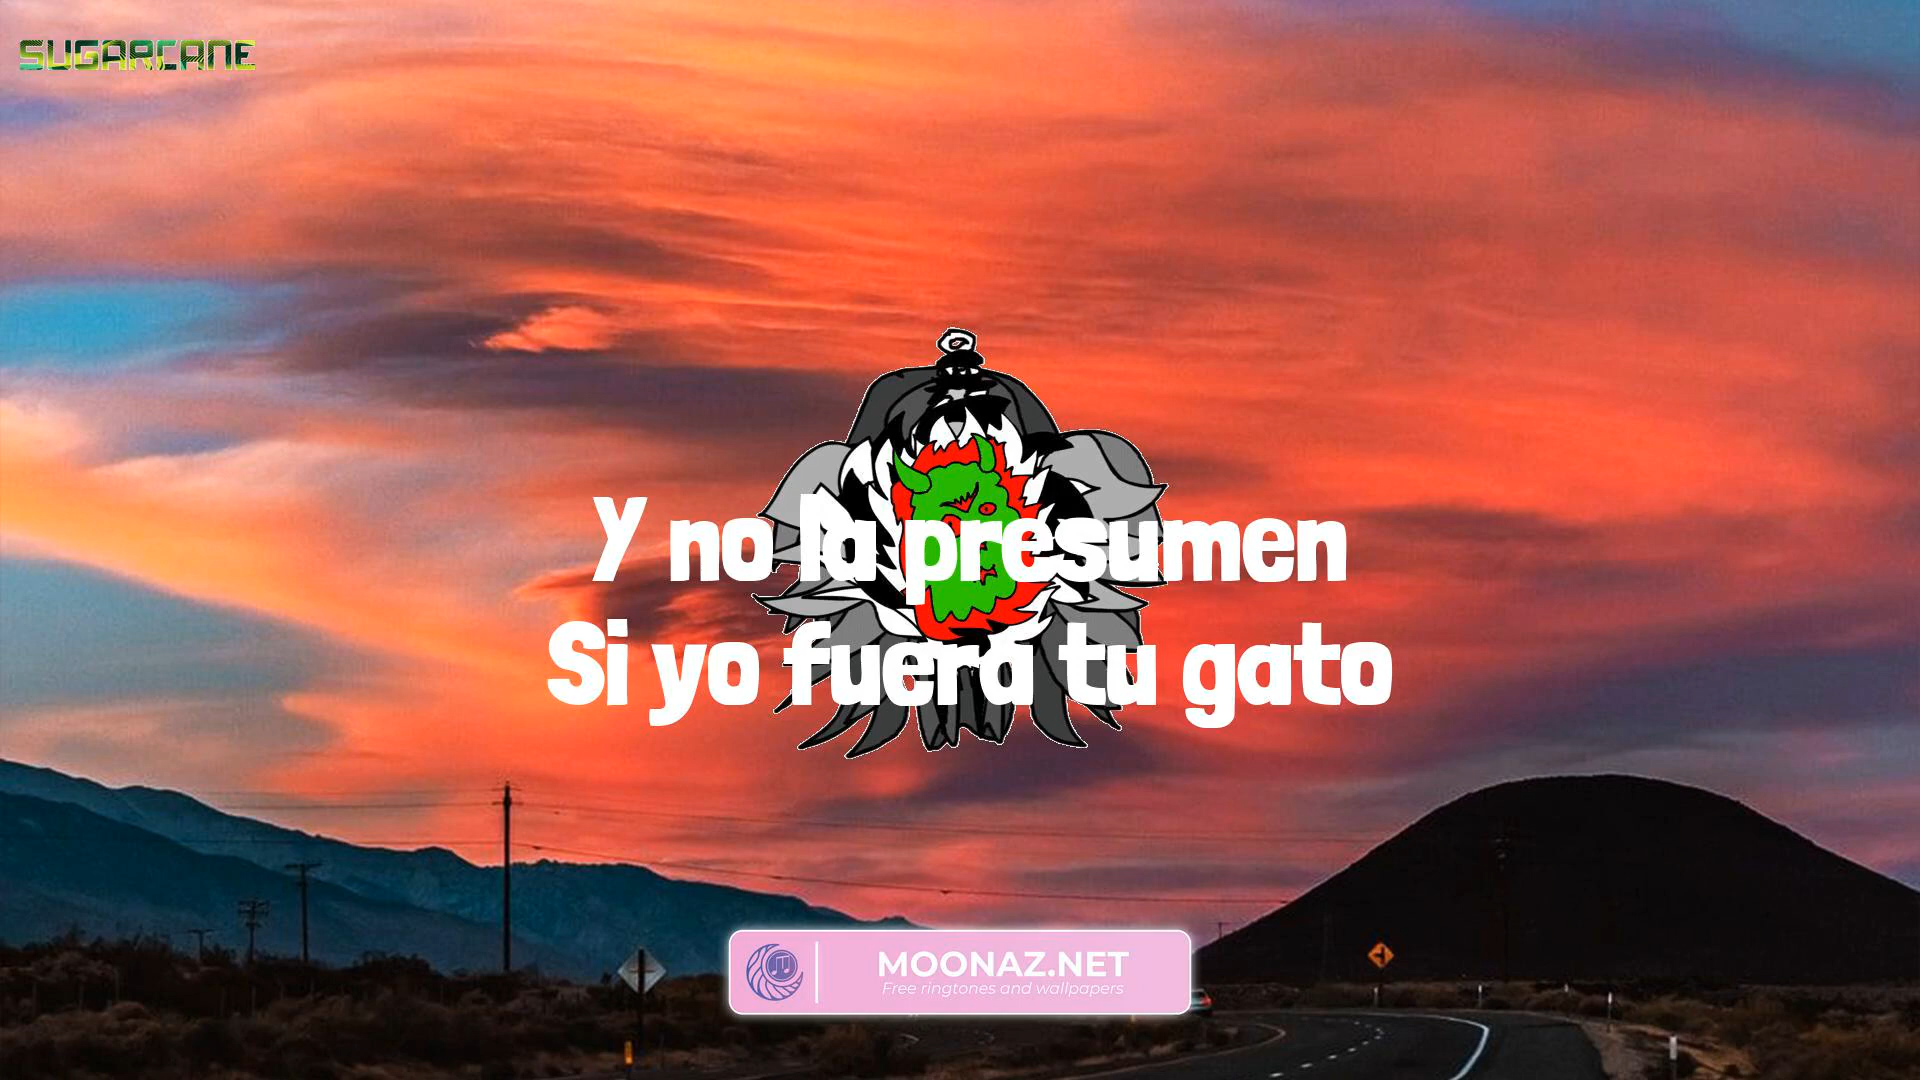 SUGARCANE
Y no la presumen
Si yo fuera tu gato
MOONAZ.NET
Free ringtones and wallpapers